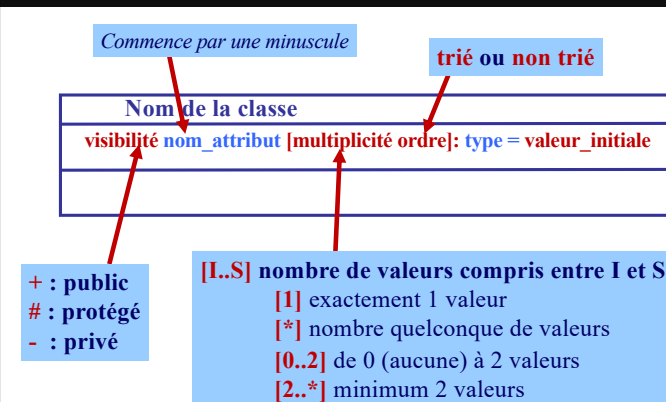 Commence par une minuscule
trié ou non trié
Nom de la classe
visibilité nom_attribut [multiplicité ordre]: type = valeur_initiale
+ : public
# : protégé
- : privé
[I..S] nombre de valeurs compris entre I et S
[1] exactement 1 valeur
[*] nombre quelconque de valeurs
[0..2] de 0 (aucune) à 2 valeurs
[2..*] minimum 2 valeurs